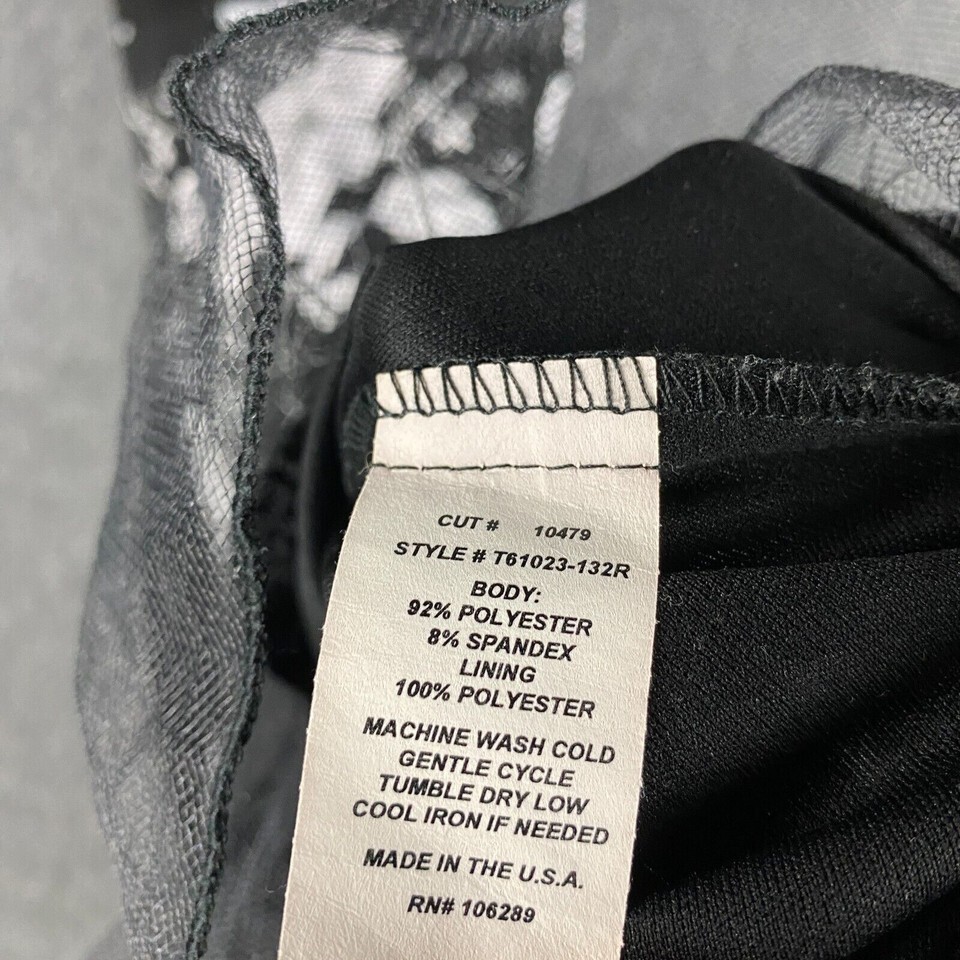 CUT # 10479
STYLE # T61023-132R
BODY:
92% POLYESTER
8% SPANDEX
LINING
100% POLYESTER
MACHINE WASH COLD
GENTLE CYCLE
TUMBLE DRY LOW
COOL IRON IF NEEDED
MADE IN THE U.S.A.
RN# 106289